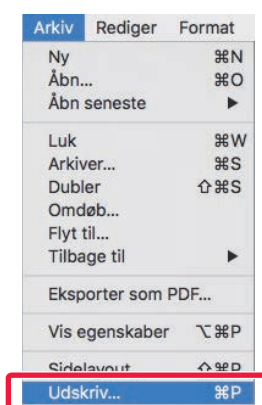 Arkiv Rediger Format
Ny ⌘N
Åbn... ⌘O
Åbn seneste ▶
Luk ⌘W
Arkiver... ⌘S
Dubler ⇧⌘S
Omdøb...
Flyt til...
Tilbage til ▶
Eksporter som PDF...
Vis egenskaber ⌥⌘P
Sidelayout... ⇧⌘P
Udskriv... ⌘P